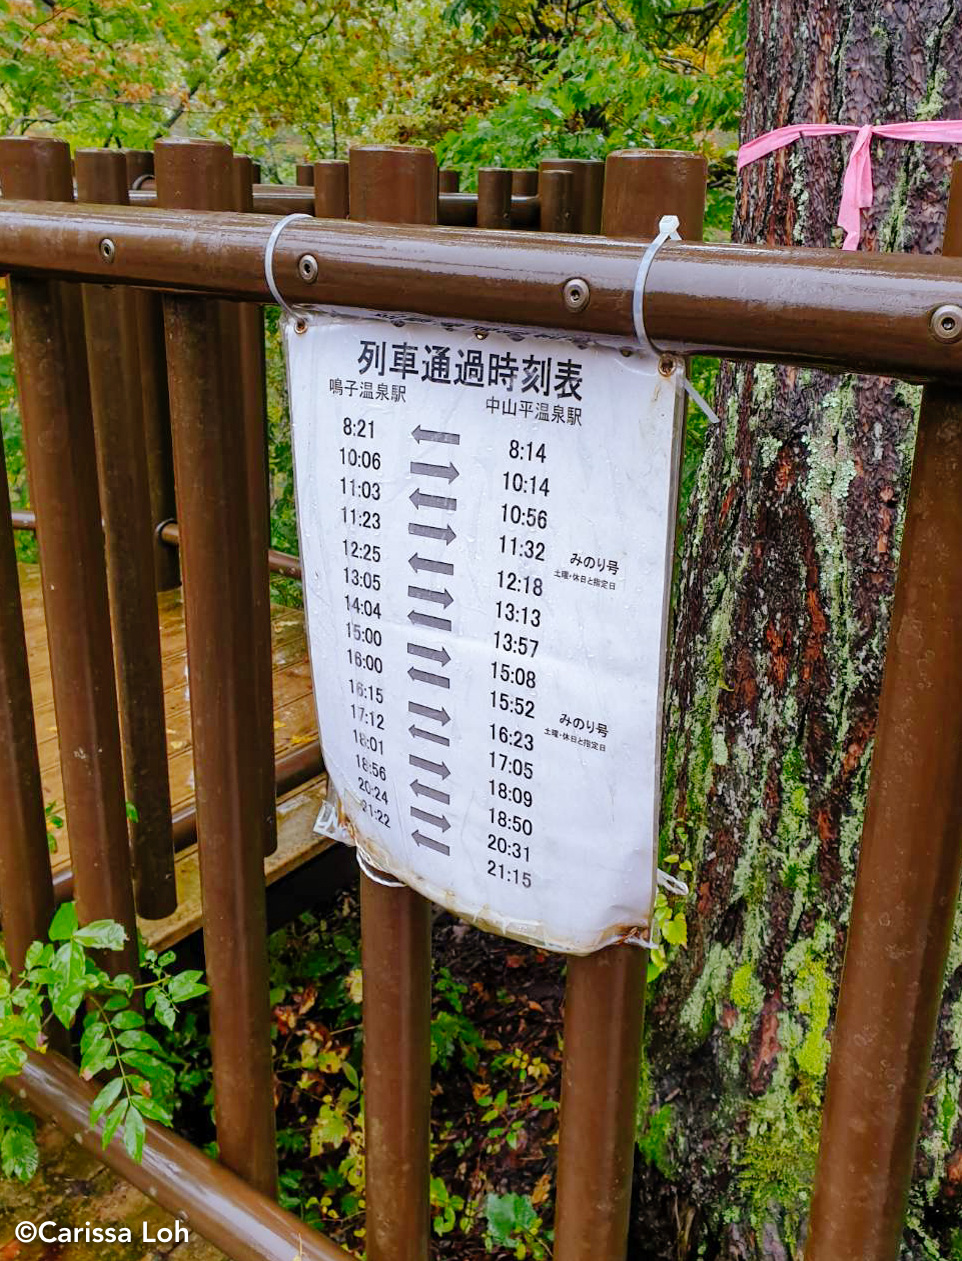 列車通過時刻表
鳴子温泉駅 中山平温泉駅
8:21 ← 8:14
10:06 → 10:14
11:03 ← 10:56
11:23 → 11:32 みのり号
土曜・休日と指定日
12:25 ← 12:18
13:05 → 13:13
14:04 ← 13:57
15:00 → 15:08
16:00 ← 15:52
16:15 → 16:23 みのり号
土曜・休日と指定日
17:12 ← 17:05
18:01 → 18:09
18:56 ← 18:50
20:24 → 20:31
21:22 ← 21:15
©Carissa Loh